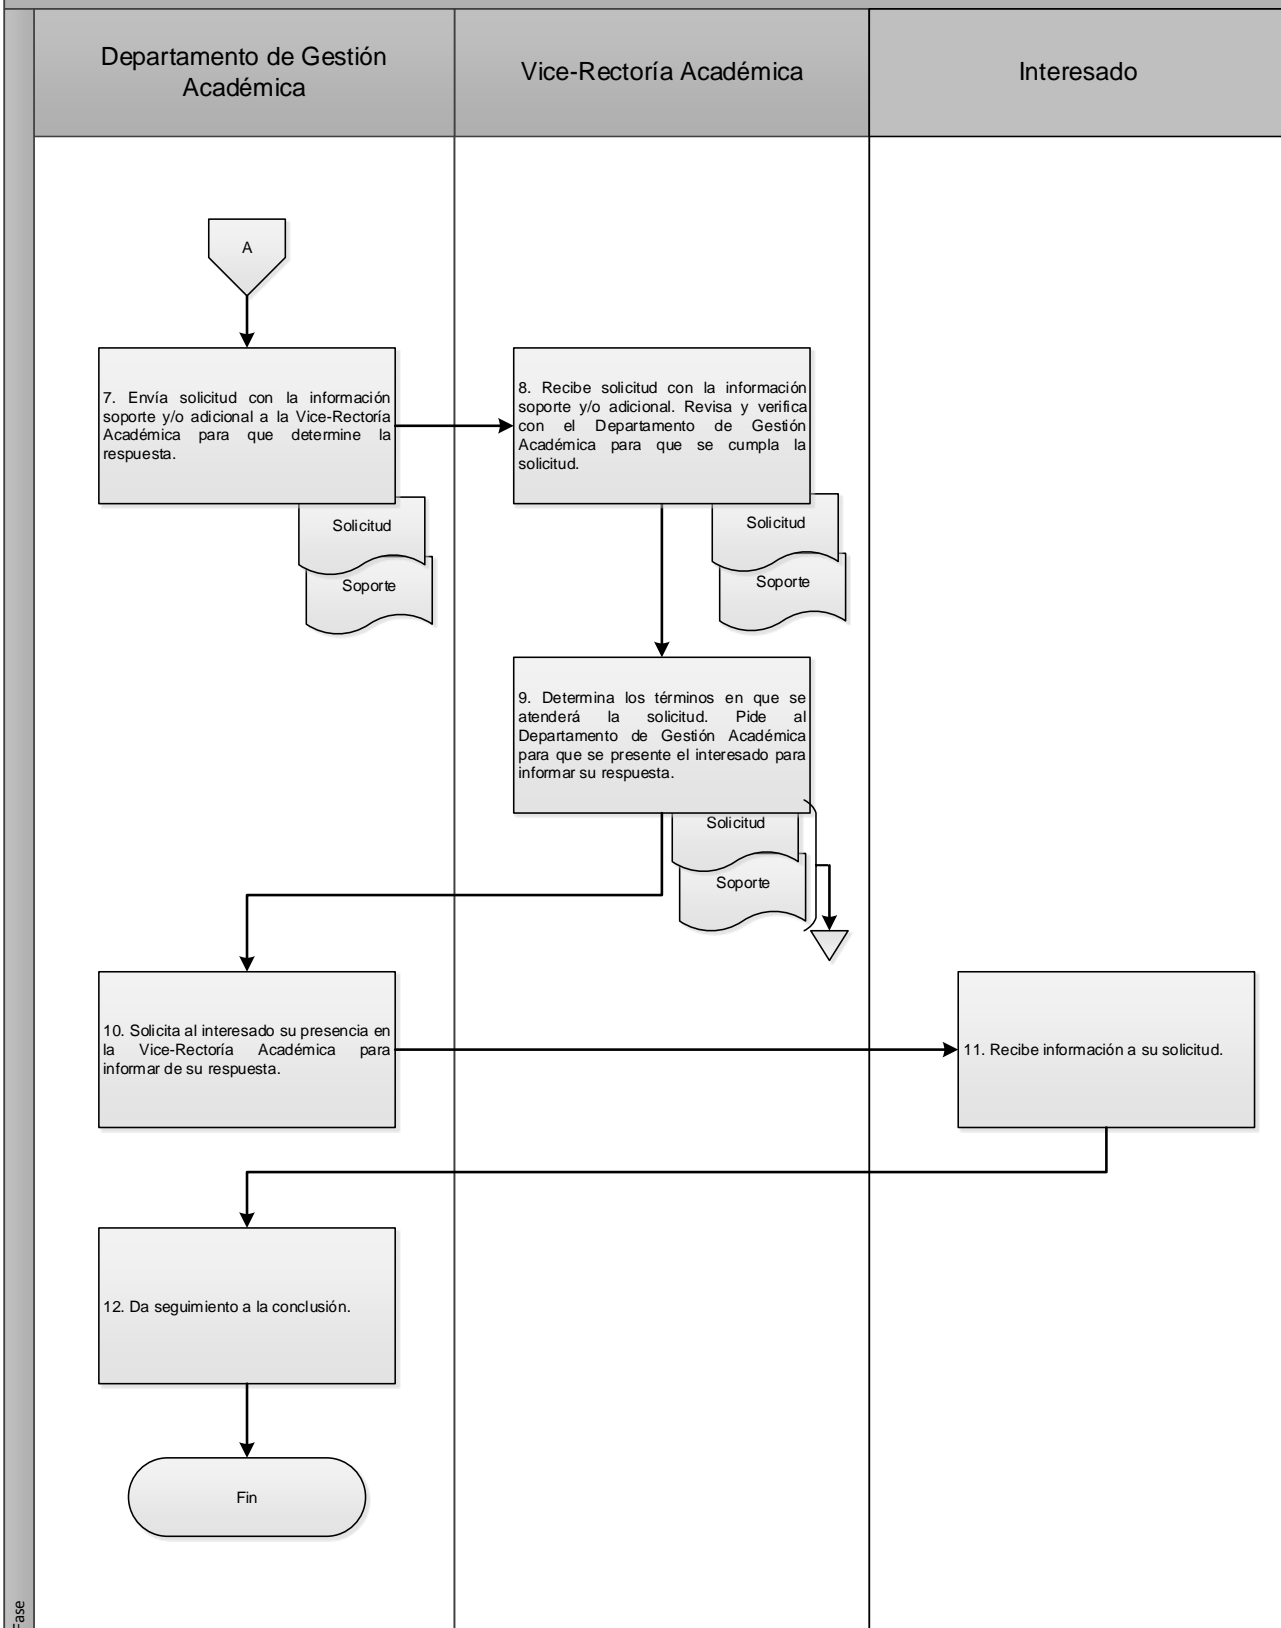 Departamento de Gestión
Académica
Vice-Rectoría Académica
Interesado
A
7. Envía solicitud con la información
soporte y/o adicional a la Vice-Rectoría
Académica para que determine la
respuesta.
Solicitud
Soporte
8. Recibe solicitud con la información
soporte y/o adicional. Revisa y verifica
con el Departamento de Gestión
Académica para que se cumpla la
solicitud.
Solicitud
Soporte
9. Determina los términos en que se
atenderá la solicitud. Pide al
Departamento de Gestión Académica
para que se presente el interesado para
informar su respuesta.
Solicitud
Soporte
10. Solicita al interesado su presencia en
la Vice-Rectoría Académica para
informar de su respuesta.
11. Recibe información a su solicitud.
12. Da seguimiento a la conclusión.
Fin
Fase